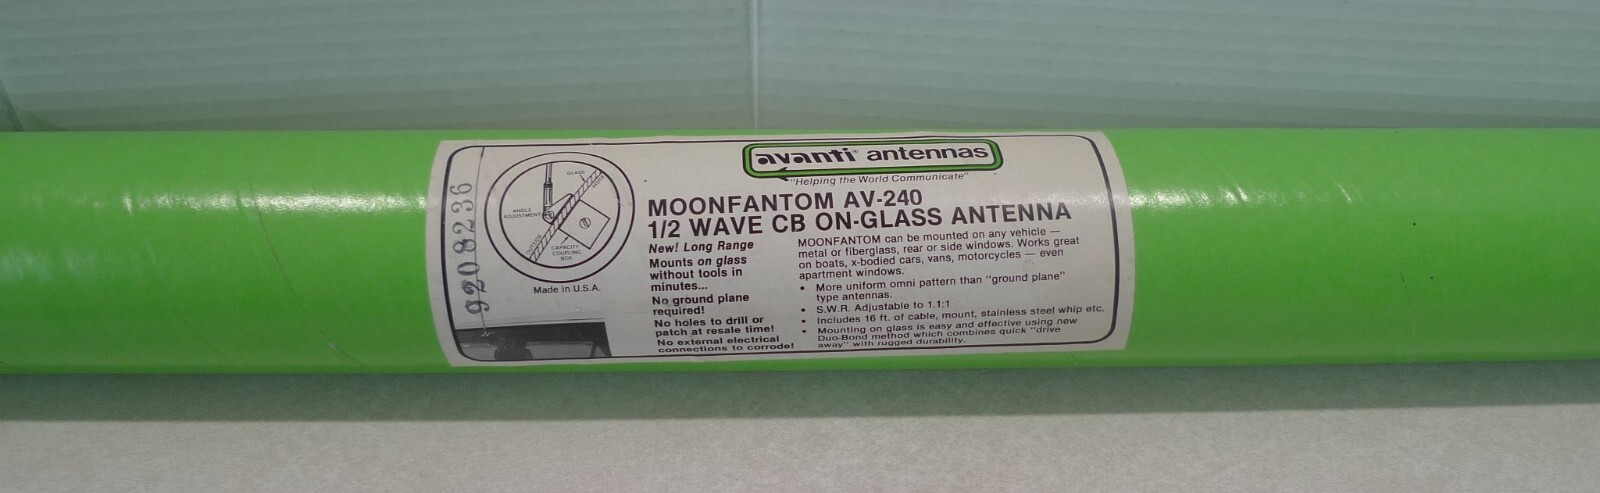 9208236
GLASS
INSIDE
ANGLE
ADJUSTMENT
OUTSIDE
CAPACITY
COUPLING
BOX
Made in U.S.A.
avanti® antennas
"Helping the World Communicate"
MOONFANTOM AV-240
1/2 WAVE CB ON-GLASS ANTENNA
New! Long Range
Mounts on glass
without tools in
minutes...
No ground plane
required!
No holes to drill or
patch at resale time!
No external electrical
connections to corrode!
MOONFANTOM can be mounted on any vehicle —
metal or fiberglass, rear or side windows. Works great
on boats, x-bodied cars, vans, motorcycles — even
apartment windows.
• More uniform omni pattern than "ground plane"
type antennas.
• S.W.R. Adjustable to 1.1:1
• Includes 16 ft. of cable, mount, stainless steel whip etc.
• Mounting on glass is easy and effective using new
Duo-Bond method which combines quick "drive
away" with rugged durability.